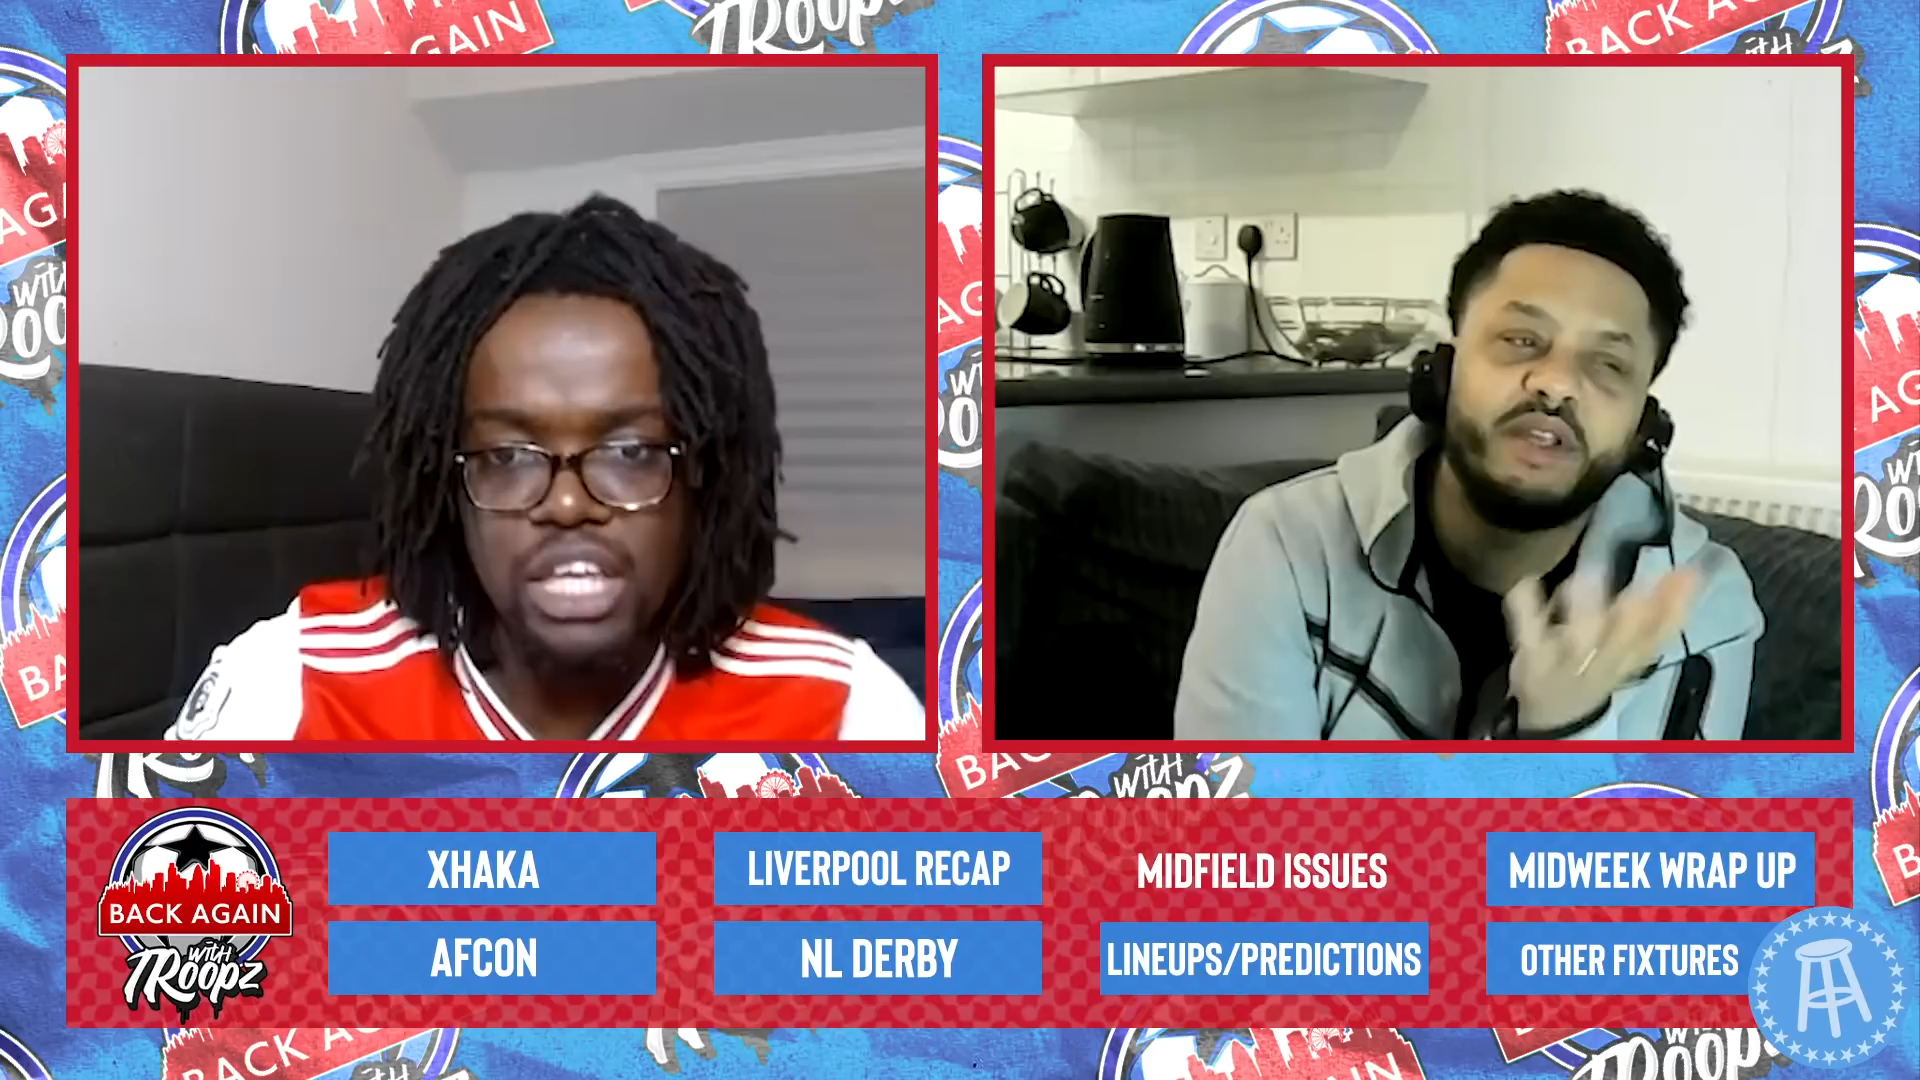 BACK AGAIN
WITH
TROOPZ
XHAKA
LIVERPOOL RECAP
MIDFIELD ISSUES
MIDWEEK WRAP UP
AFCON
NL DERBY
LINEUPS/PREDICTIONS
OTHER FIXTURES